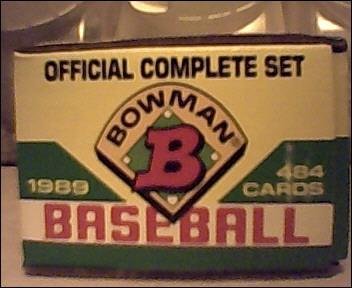 OFFICIAL COMPLETE SET
BOWMAN®
B
1989
484
CARDS
BASEBALL